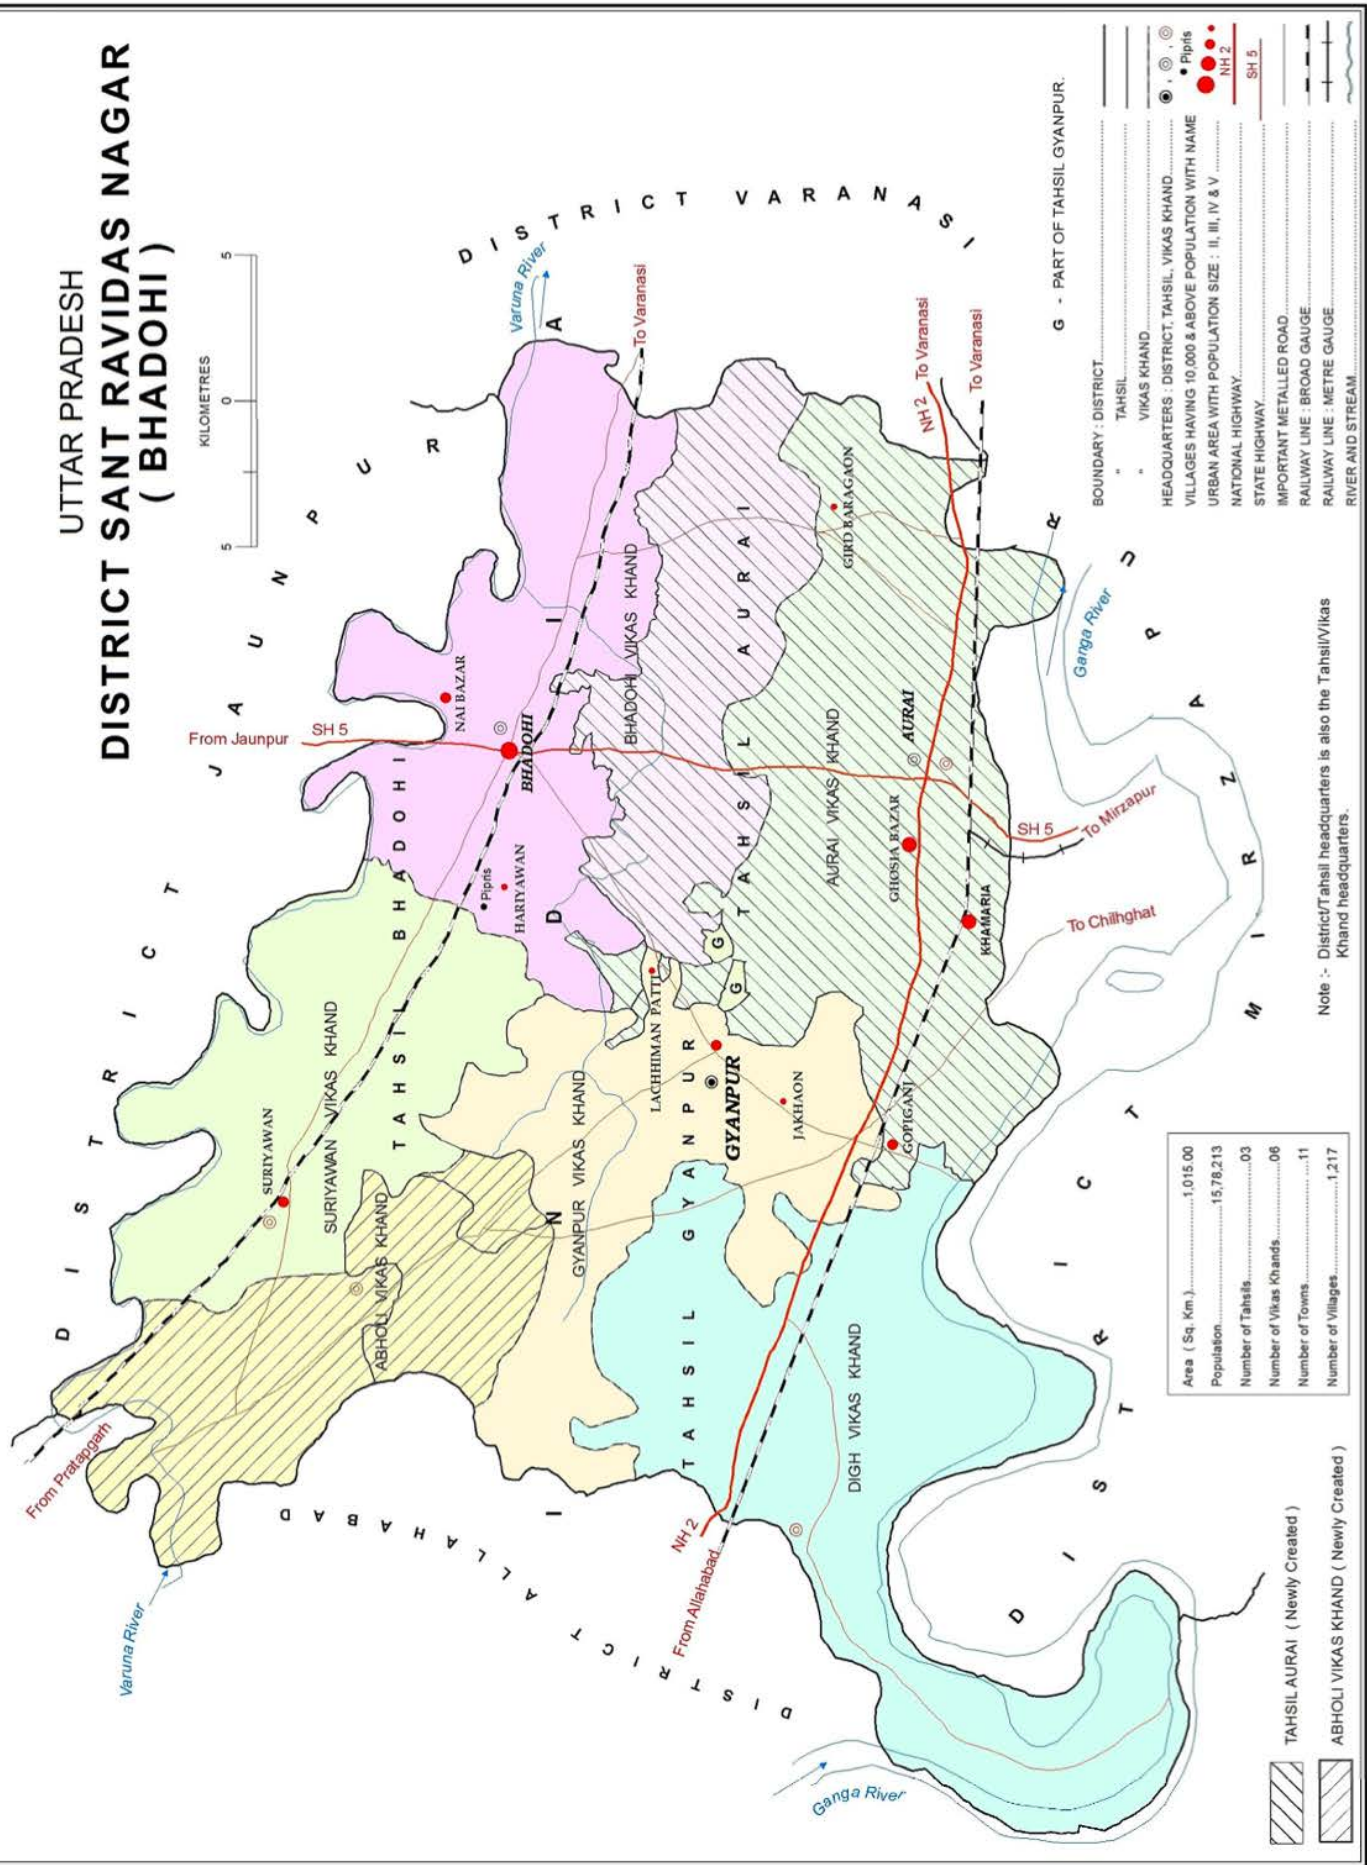 UTTAR PRADESH
DISTRICT SANT RAVIDAS NAGAR
( BHADOHI )
KILOMETRES
5 0 5
From Pratapgarh
Varuna River
DISTRICT JAUNPUR
From Jaunpur
SH 5
Varuna River
DISTRICT VARANASI
To Varanasi
NAI BAZAR
BHADOHI
Pipris
HARIYAWAN
TAHSIL BHADOHI
SURIYAWAN
SURIYAWAN VIKAS KHAND
ABHOLI VIKAS KHAND
BHADOHI VIKAS KHAND
INDIA
GYANPUR VIKAS KHAND
LACHHIMAN PATTI
TAHSIL GYANPUR
GYANPUR
JAKHAON
G
G
TAHSIL AURAI
AURAI VIKAS KHAND
GIRD BARAGAON
AURAI
GHOSIA BAZAR
KHAMARIA
GOPIGANJ
NH 2
To Varanasi
To Varanasi
DIGH VIKAS KHAND
NH 2
From Allahabad
DISTRICT ALLAHABAD
SH 5
To Mirzapur
To Chilhghat
Ganga River
Ganga River
DISTRICT MIRZAPUR
G - PART OF TAHSIL GYANPUR.
BOUNDARY : DISTRICT
" TAHSIL
" VIKAS KHAND
HEADQUARTERS : DISTRICT, TAHSIL, VIKAS KHAND
VILLAGES HAVING 10,000 & ABOVE POPULATION WITH NAME Pipris
URBAN AREA WITH POPULATION SIZE : II, III, IV & V
NATIONAL HIGHWAY NH 2
STATE HIGHWAY SH 5
IMPORTANT METALLED ROAD
RAILWAY LINE : BROAD GAUGE
RAILWAY LINE : METRE GAUGE
RIVER AND STREAM
Area ( Sq. Km.) 1,015.00
Population 15,78,213
Number of Tahsils 03
Number of Vikas Khands 06
Number of Towns 11
Number of Villages 1,217
TAHSIL AURAI ( Newly Created )
ABHOLI VIKAS KHAND ( Newly Created )
Note :- District/Tahsil headquarters is also the Tahsil/Vikas
Khand headquarters.